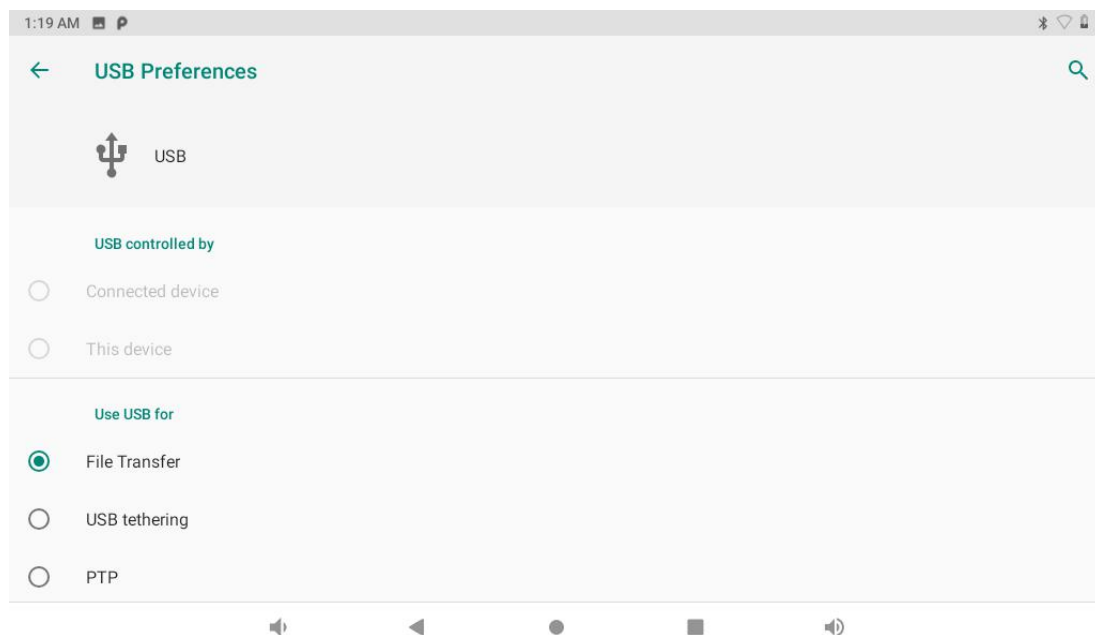 1:19 AM
USB Preferences
USB
USB controlled by
Connected device
This device
Use USB for
File Transfer
USB tethering
PTP